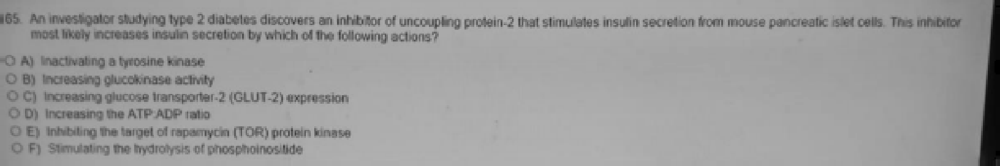 165. An investigator studying type 2 diabetes discovers an inhibitor of uncoupling protein-2 that stimulates insulin secretion from mouse pancreatic islet cells. This inhibitor
most likely increases insulin secretion by which of the following actions?
A) Inactivating a tyrosine kinase
B) Increasing glucokinase activity
C) Increasing glucose transporter-2 (GLUT-2) expression
D) Increasing the ATP:ADP ratio
E) Inhibiting the target of rapamycin (TOR) protein kinase
F) Stimulating the hydrolysis of phosphoinositide